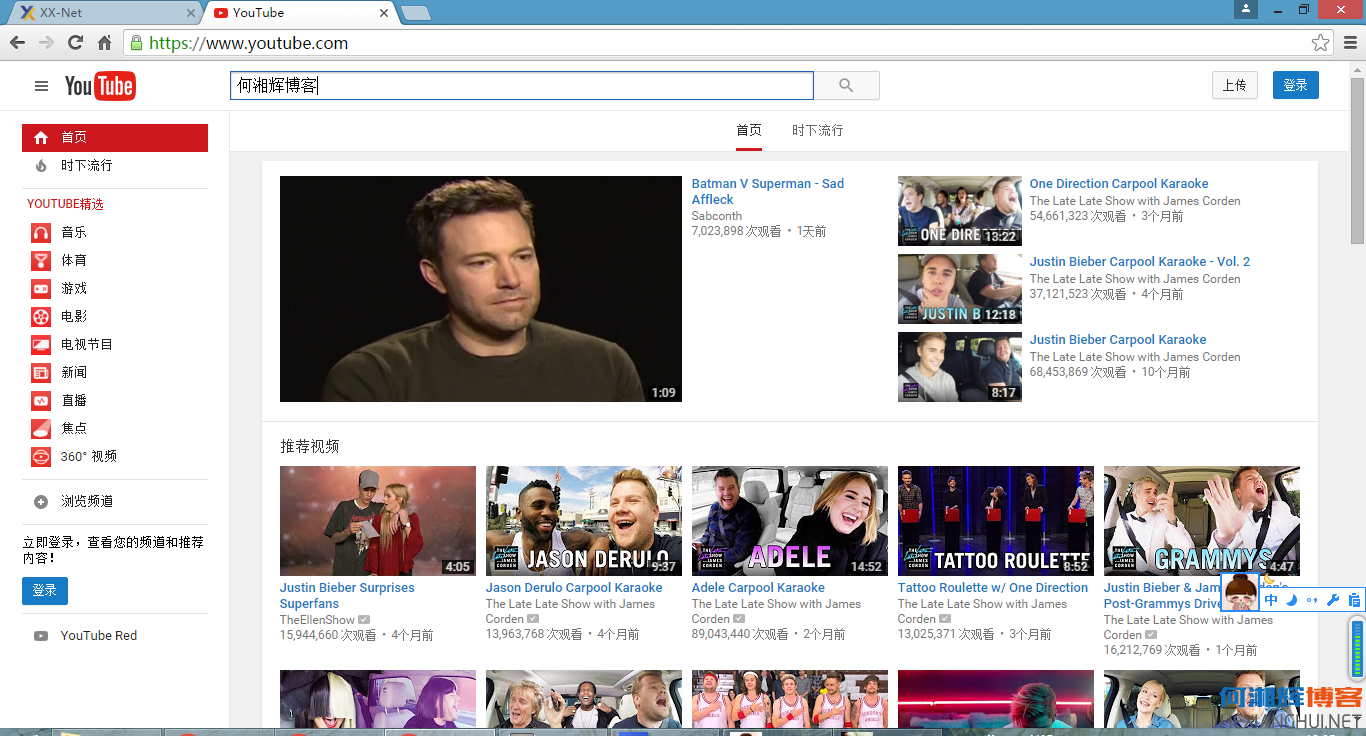 XX-Net
YouTube
https://www.youtube.com
YouTube
何湘辉博客
上传
登录
首页
时下流行
首页
时下流行
YOUTUBE精选
音乐
体育
游戏
电影
电视节目
新闻
直播
焦点
360° 视频
浏览频道
立即登录，查看您的频道和推荐
内容！
登录
YouTube Red
1:09
Batman V Superman - Sad
Affleck
Sabconth
7,023,898 次观看 • 1天前
ONE DIRECTION
13:22
One Direction Carpool Karaoke
The Late Late Show with James Corden
54,661,323 次观看 • 3个月前
JUSTIN B
12:18
Justin Bieber Carpool Karaoke - Vol. 2
The Late Late Show with James Corden
37,121,523 次观看 • 4个月前
8:17
Justin Bieber Carpool Karaoke
The Late Late Show with James Corden
68,453,869 次观看 • 10个月前
推荐视频
4:05
Justin Bieber Surprises
Superfans
TheEllenShow
15,944,660 次观看 • 4个月前
JASON DERULO
9:37
Jason Derulo Carpool Karaoke
The Late Late Show with James
Corden
13,963,768 次观看 • 4个月前
ADELE
14:52
Adele Carpool Karaoke
The Late Late Show with James
Corden
89,043,440 次观看 • 2个月前
TATTOO ROULETTE
8:52
Tattoo Roulette w/ One Direction
The Late Late Show with James
Corden
13,025,371 次观看 • 3个月前
GRAMMYS
4:47
Justin Bieber & Jam
Post-Grammys Drive
The Late Late Show with James
Corden
16,212,769 次观看 • 1个月前
中
何湘辉博客